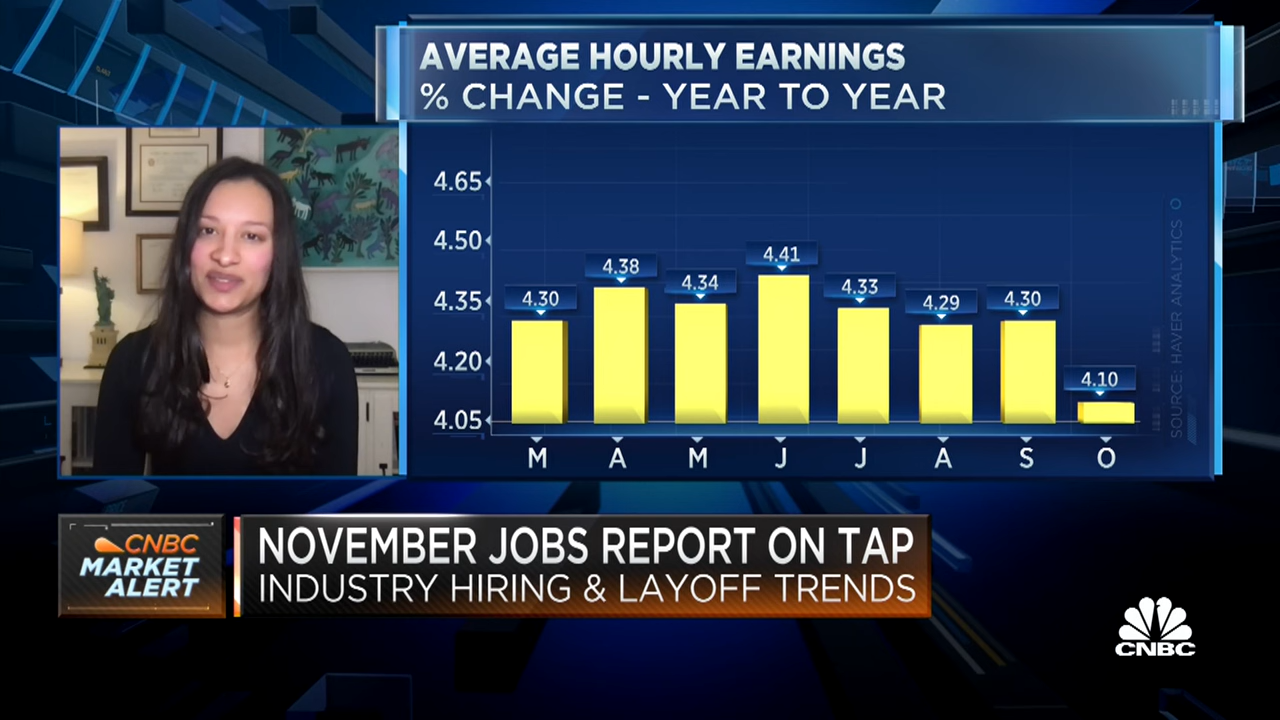 AVERAGE HOURLY EARNINGS
% CHANGE - YEAR TO YEAR
4.65
4.50
4.35
4.20
4.05
4.30
4.38
4.34
4.41
4.33
4.29
4.30
4.10
M A M J J A S O
SOURCE: HAVER ANALYTICS
CNBC
MARKET
ALERT
NOVEMBER JOBS REPORT ON TAP
INDUSTRY HIRING & LAYOFF TRENDS
CNBC